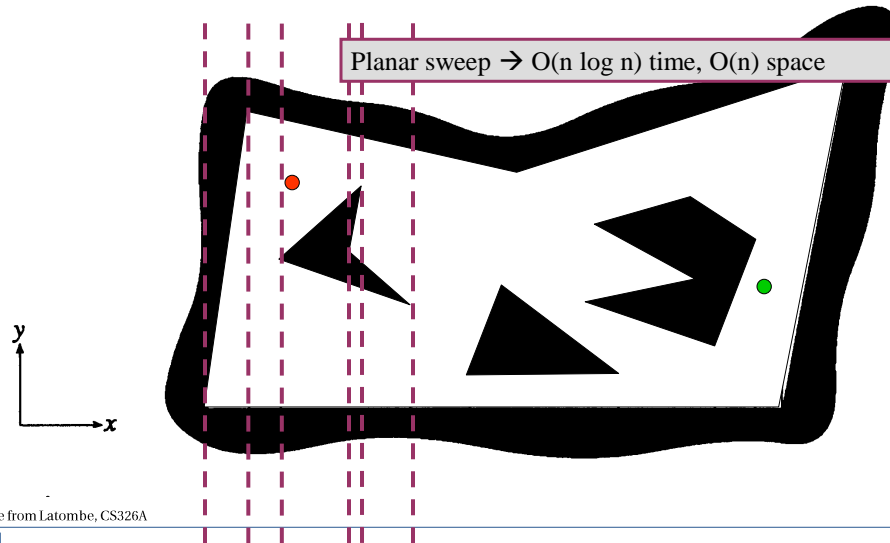 Planar sweep → O(n log n) time, O(n) space
y
x
from Latombe, CS326A